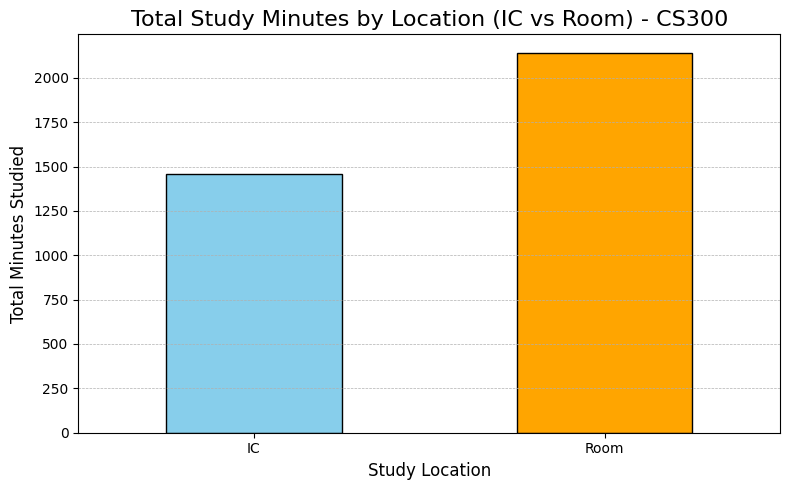 Total Study Minutes by Location (IC vs Room) - CS300
Total Minutes Studied
2000
1750
1500
1250
1000
750
500
250
0
IC
Room
Study Location